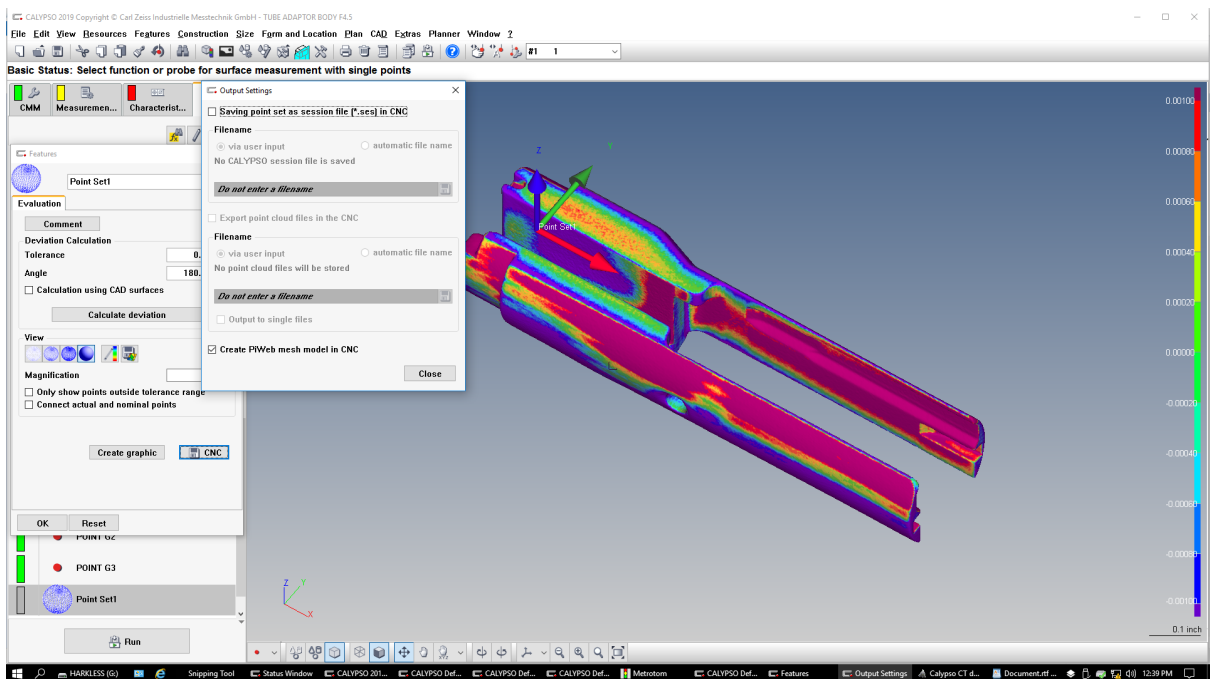 CALYPSO 2019 Copyright © Carl Zeiss Industrielle Messtechnik GmbH - TUBE ADAPTOR BODY F4.5
File Edit View Resources Features Construction Size Form and Location Plan CAD Extras Planner Window ?
#1 1
Basic Status: Select function or probe for surface measurement with single points
CMM
Measuremen...
Characterist...
Features
Point Set1
Evaluation
Comment
Deviation Calculation
Tolerance 0.
Angle 180.
Calculation using CAD surfaces
Calculate deviation
View
Magnification
Only show points outside tolerance range
Connect actual and nominal points
Create graphic
CNC
OK
Reset
POINT G2
POINT G3
Point Set1
Run
Output Settings
Saving point set as session file (*.ses) in CNC
Filename
via user input
automatic file name
No CALYPSO session file is saved
Do not enter a filename
Export point cloud files in the CNC
Filename
via user input
automatic file name
No point cloud files will be stored
Do not enter a filename
Output to single files
Create PiWeb mesh model in CNC
Close
Z
Y
Point Set1
Z
Y
X
0.00100
0.00080
0.00060
0.00040
0.00020
0.00000
-0.00020
-0.00040
-0.00060
-0.00080
-0.00100
0.1 inch
HARKLESS (G:)
Snipping Tool
Status Window
CALYPSO 201...
CALYPSO Def...
CALYPSO Def...
CALYPSO Def...
Metrotom
CALYPSO Def...
Features
Output Settings
Calypso CT d...
Document.rtf ...
12:39 PM